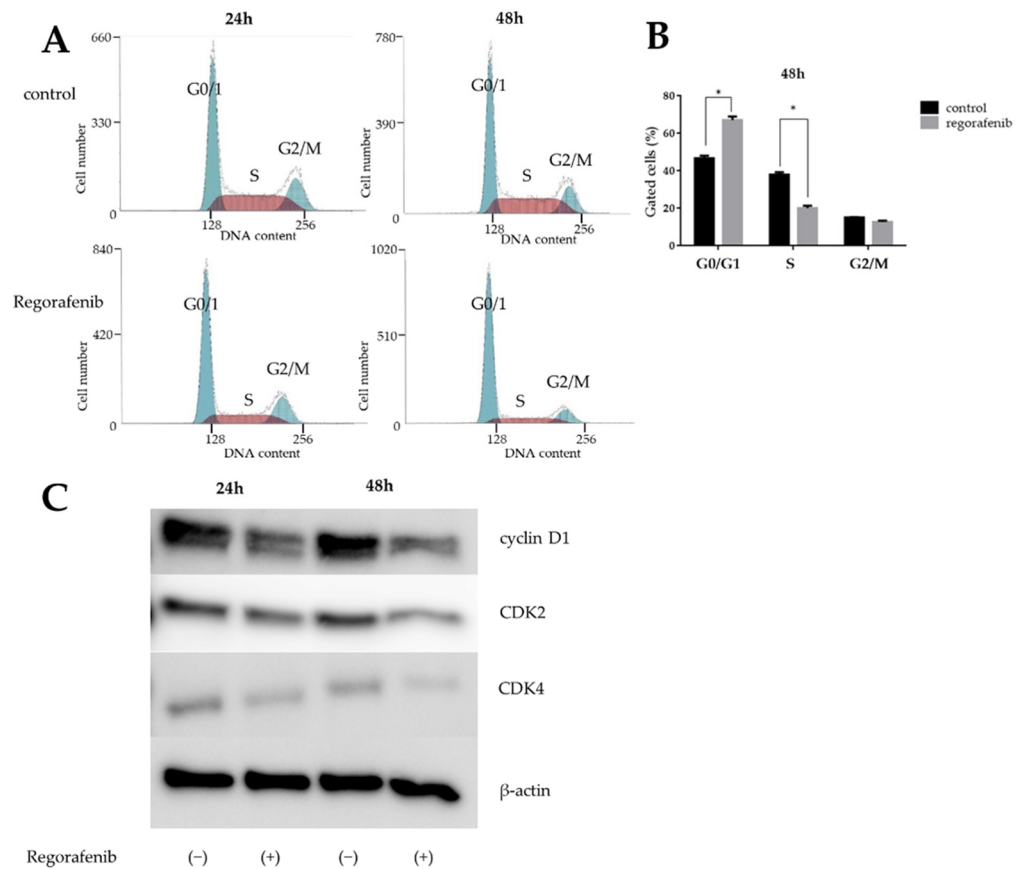 A
24h
48h
control
660
330
0
Cell number
G0/1
S
G2/M
128
256
DNA content
780
390
0
Cell number
G0/1
S
G2/M
128
256
DNA content
Regorafenib
840
420
0
Cell number
G0/1
S
G2/M
128
256
DNA content
1020
510
0
Cell number
G0/1
S
G2/M
128
256
DNA content
B
48h
Gated cells (%)
80
60
40
20
0
*
*
G0/G1
S
G2/M
control
regorafenib
C
24h
48h
cyclin D1
CDK2
CDK4
β-actin
Regorafenib (−) (+) (−) (+)